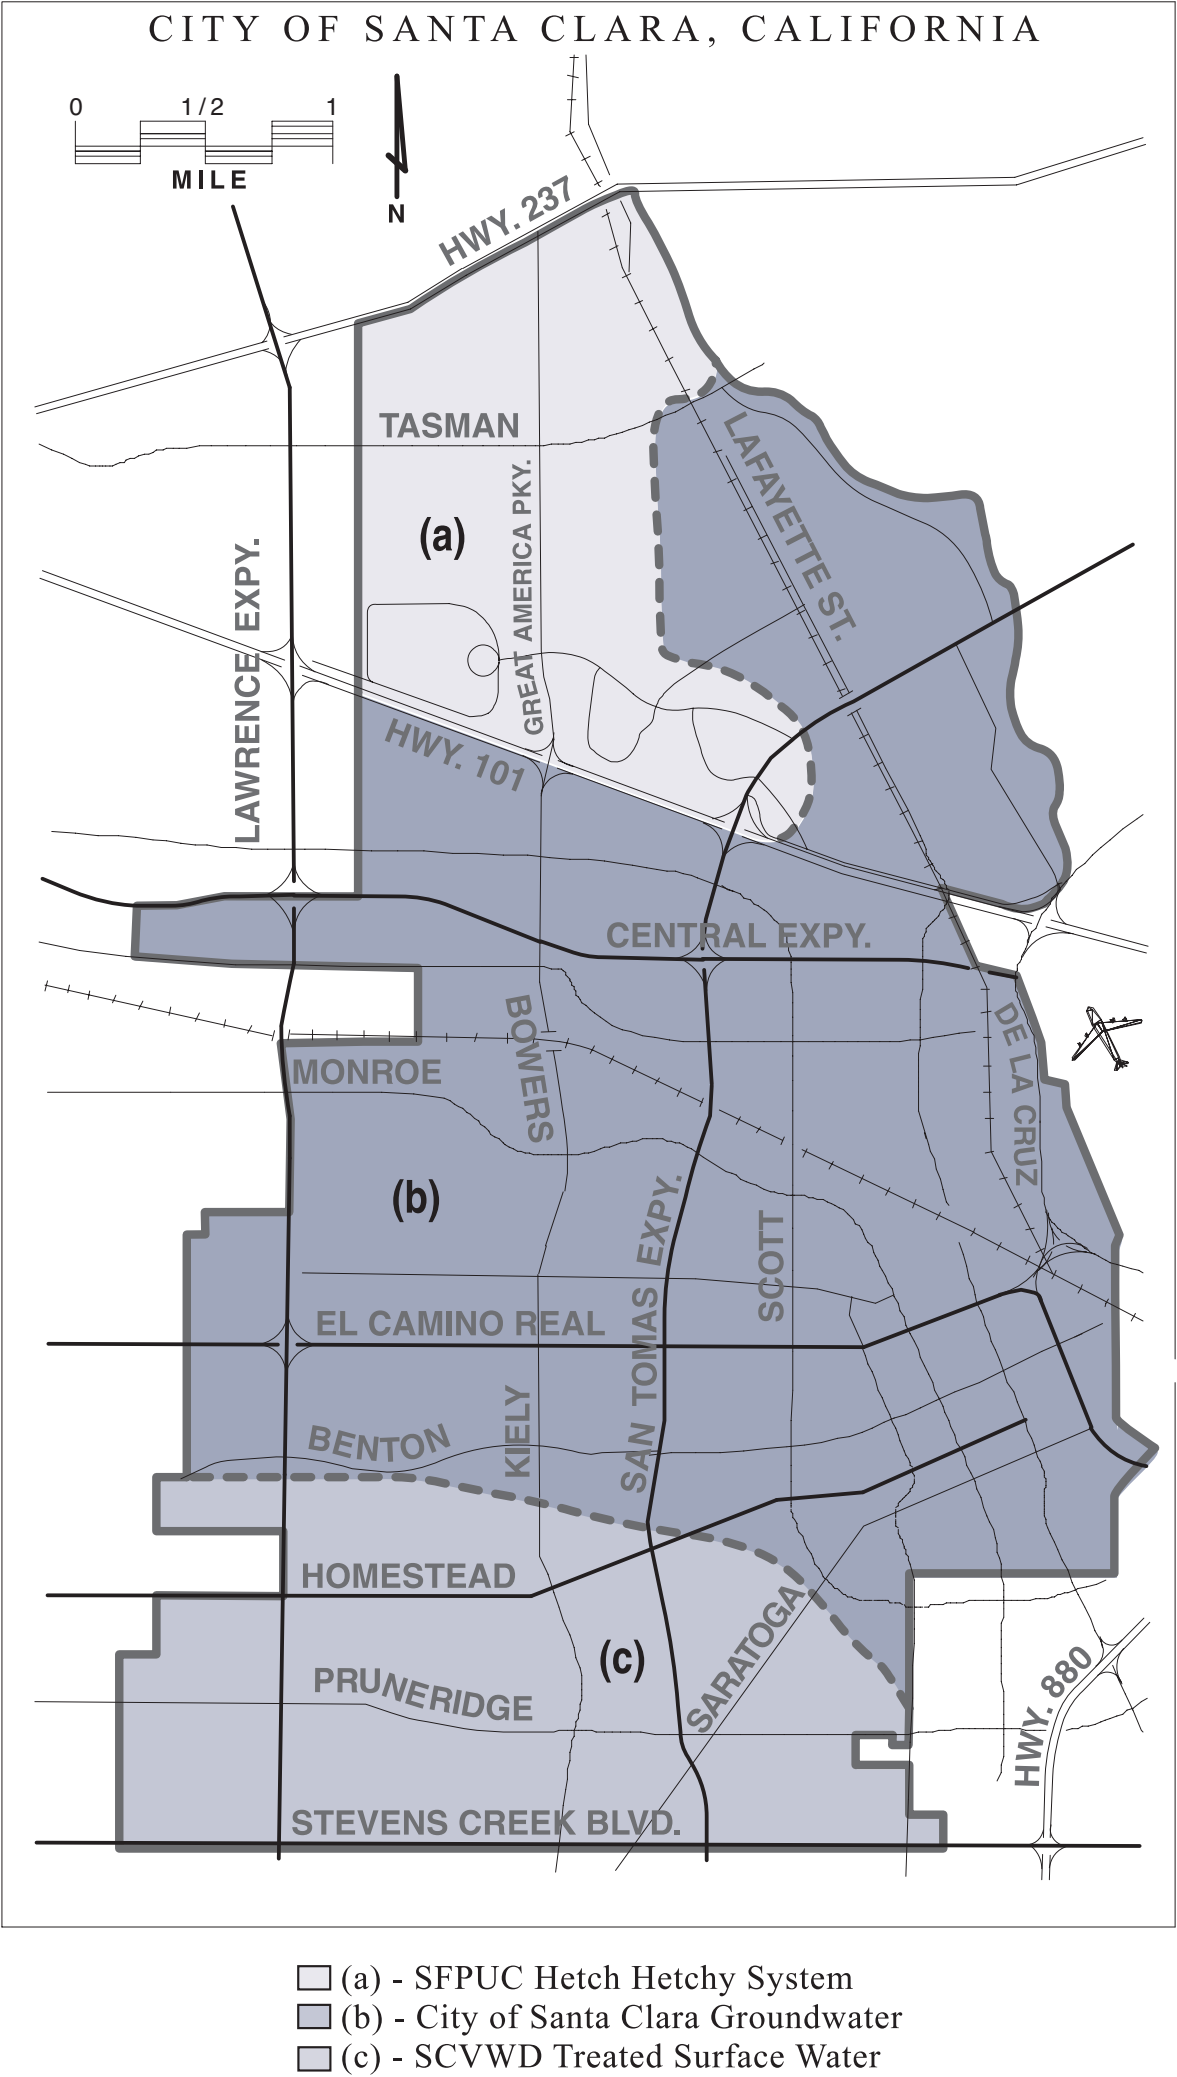 CITY OF SANTA CLARA, CALIFORNIA
0 1/2 1
MILE
N
HWY. 237
TASMAN
LAFAYETTE ST.
GREAT AMERICA PKY.
(a)
LAWRENCE EXPY.
HWY. 101
CENTRAL EXPY.
BOWERS
DE LA CRUZ
MONROE
(b)
SAN TOMAS EXPY.
SCOTT
EL CAMINO REAL
KIELY
BENTON
HOMESTEAD
SARATOGA
(c)
PRUNERIDGE
HWY. 880
STEVENS CREEK BLVD.
(a) - SFPUC Hetch Hetchy System
(b) - City of Santa Clara Groundwater
(c) - SCVWD Treated Surface Water